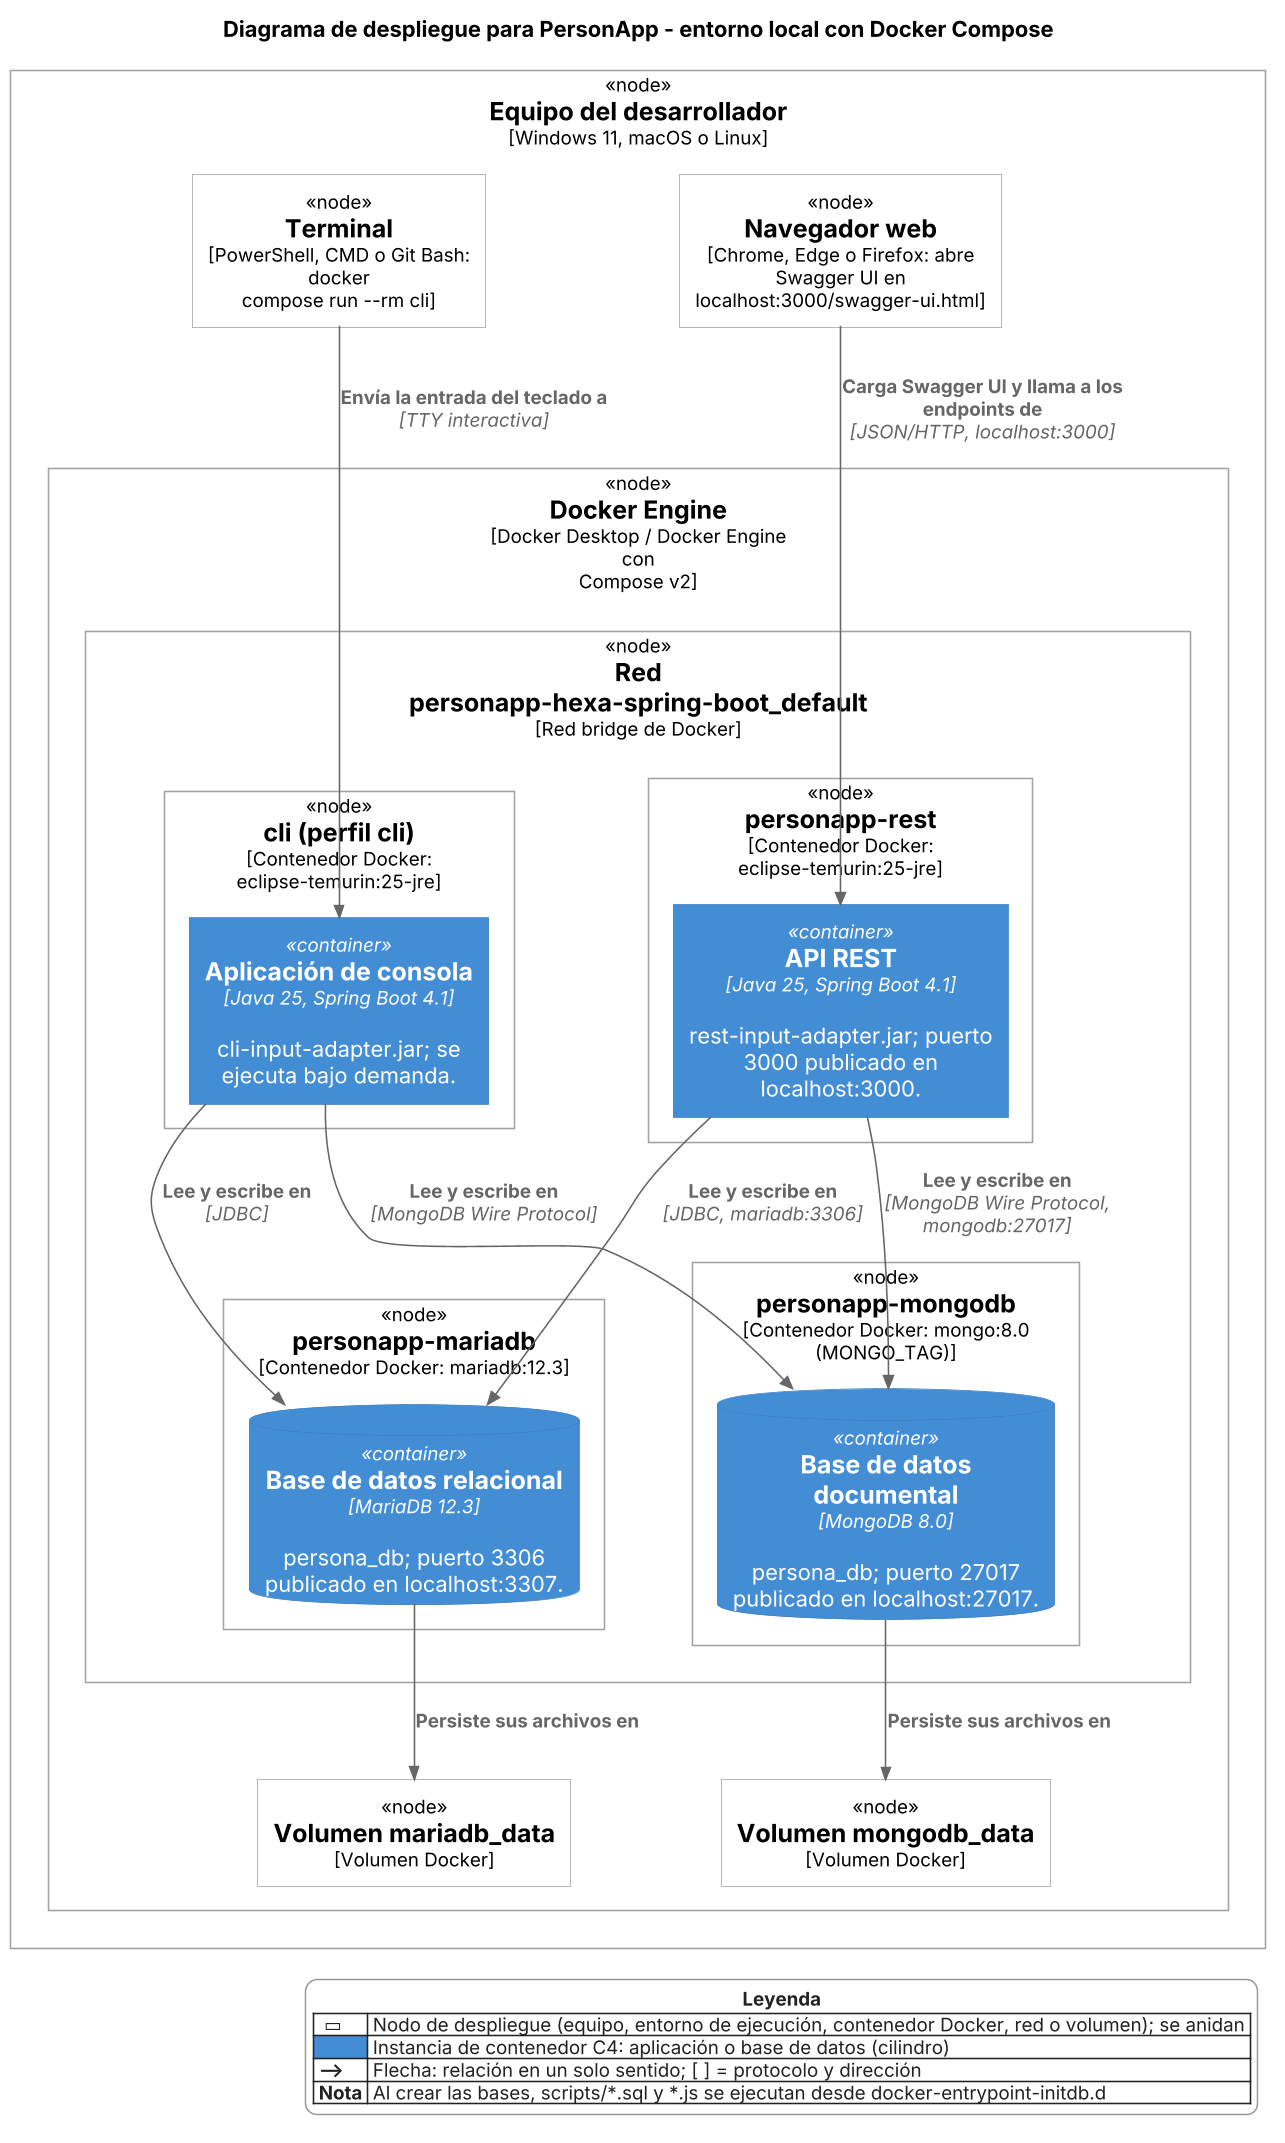 Diagrama de despliegue para PersonApp - entorno local con Docker Compose
«node»
Equipo del desarrollador
[Windows 11, macOS o Linux]
«node»
Terminal
[PowerShell, CMD o Git Bash:
docker
compose run --rm cli]
«node»
Navegador web
[Chrome, Edge o Firefox: abre
Swagger UI en
localhost:3000/swagger-ui.html]
Envía la entrada del teclado a
[TTY interactiva]
Carga Swagger UI y llama a los
endpoints de
[JSON/HTTP, localhost:3000]
«node»
Docker Engine
[Docker Desktop / Docker Engine
con
Compose v2]
«node»
Red
personapp-hexa-spring-boot_default
[Red bridge de Docker]
«node»
cli (perfil cli)
[Contenedor Docker:
eclipse-temurin:25-jre]
«node»
personapp-rest
[Contenedor Docker:
eclipse-temurin:25-jre]
«container»
Aplicación de consola
[Java 25, Spring Boot 4.1]
cli-input-adapter.jar; se
ejecuta bajo demanda.
«container»
API REST
[Java 25, Spring Boot 4.1]
rest-input-adapter.jar; puerto
3000 publicado en
localhost:3000.
Lee y escribe en
[JDBC]
Lee y escribe en
[MongoDB Wire Protocol]
Lee y escribe en
[JDBC, mariadb:3306]
Lee y escribe en
[MongoDB Wire Protocol,
mongodb:27017]
«node»
personapp-mariadb
[Contenedor Docker: mariadb:12.3]
«node»
personapp-mongodb
[Contenedor Docker: mongo:8.0
(MONGO_TAG)]
«container»
Base de datos relacional
[MariaDB 12.3]
persona_db; puerto 3306
publicado en localhost:3307.
«container»
Base de datos
documental
[MongoDB 8.0]
persona_db; puerto 27017
publicado en localhost:27017.
Persiste sus archivos en
Persiste sus archivos en
«node»
Volumen mariadb_data
[Volumen Docker]
«node»
Volumen mongodb_data
[Volumen Docker]
Leyenda
▭ Nodo de despliegue (equipo, entorno de ejecución, contenedor Docker, red o volumen); se anidan
Instancia de contenedor C4: aplicación o base de datos (cilindro)
→ Flecha: relación en un solo sentido; [ ] = protocolo y dirección
Nota Al crear las bases, scripts/*.sql y *.js se ejecutan desde docker-entrypoint-initdb.d